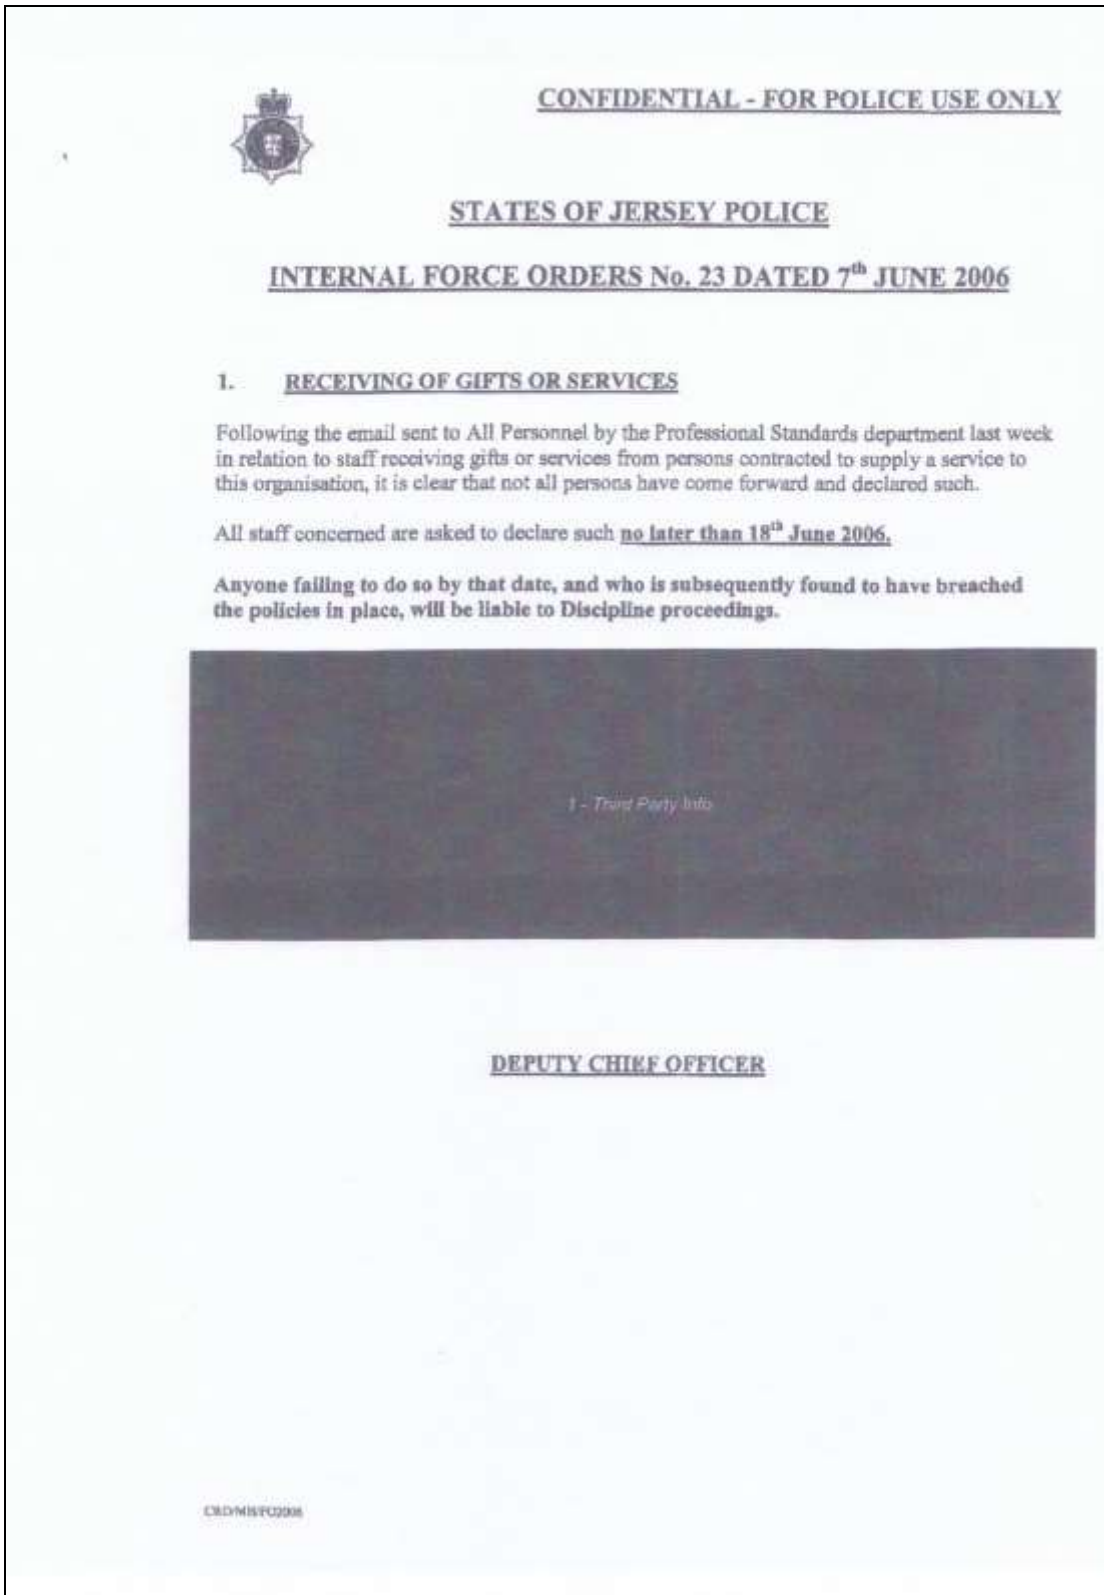 CONFIDENTIAL - FOR POLICE USE ONLY
STATES OF JERSEY POLICE
INTERNAL FORCE ORDERS No. 23 DATED 7th JUNE 2006
1. RECEIVING OF GIFTS OR SERVICES
Following the email sent to All Personnel by the Professional Standards department last week
in relation to staff receiving gifts or services from persons contracted to supply a service to
this organisation, it is clear that not all persons have come forward and declared such.
All staff concerned are asked to declare such no later than 18th June 2006.
Anyone failing to do so by that date, and who is subsequently found to have breached
the policies in place, will be liable to Discipline proceedings.
1 - Third Party Info
DEPUTY CHIEF OFFICER